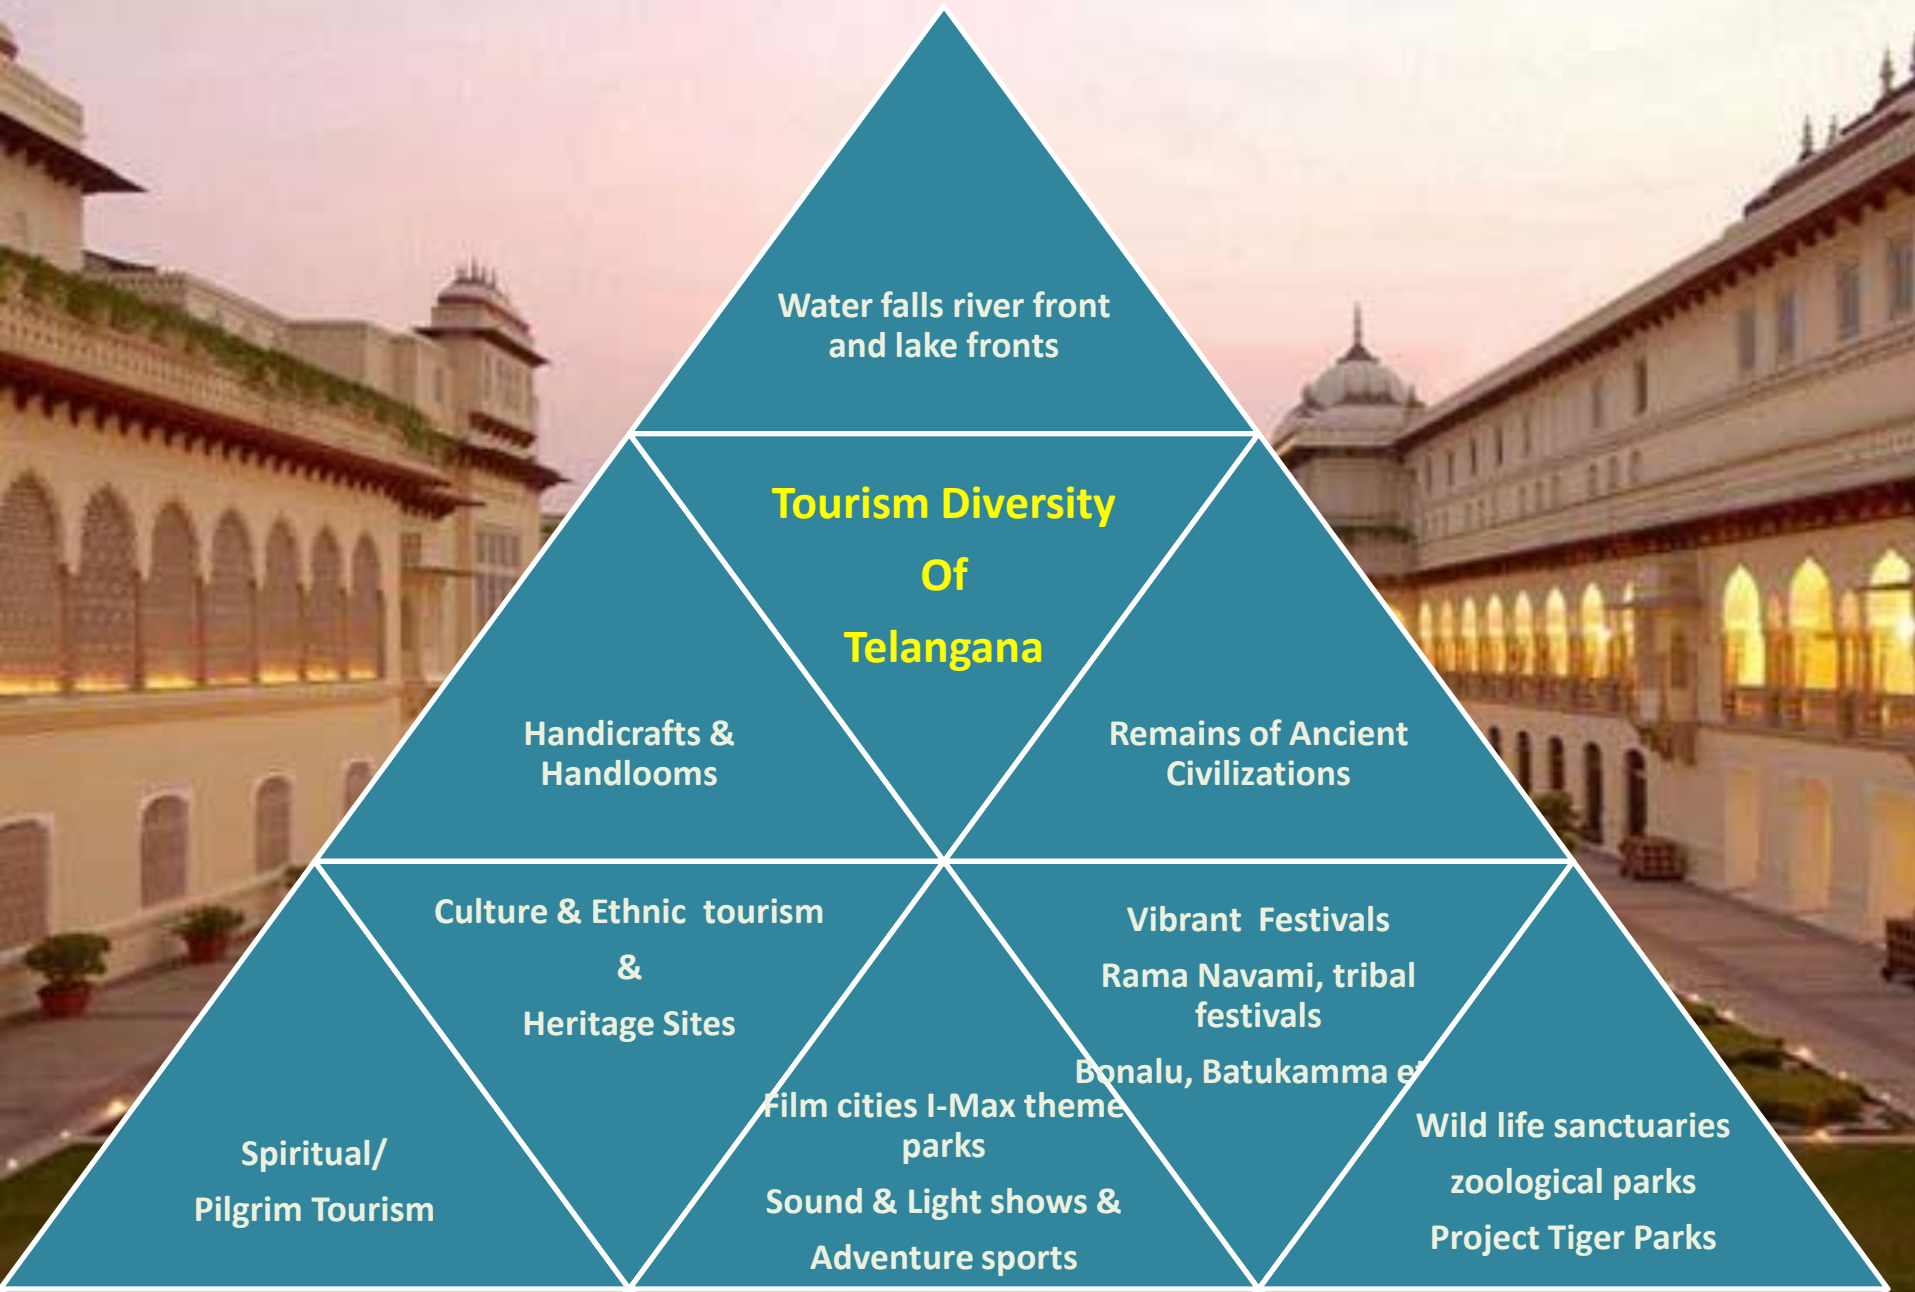 Water falls river front
and lake fronts
Tourism Diversity
Of
Telangana
Handicrafts &
Handlooms
Remains of Ancient
Civilizations
Culture & Ethnic  tourism
&
Heritage Sites
Vibrant  Festivals
Rama Navami, tribal
festivals
Bonalu, Batukamma
Spiritual/
Pilgrim Tourism
Film cities I-Max theme
parks
Sound & Light shows &
Adventure sports
Wild life sanctuaries
zoological parks
Project Tiger Parks